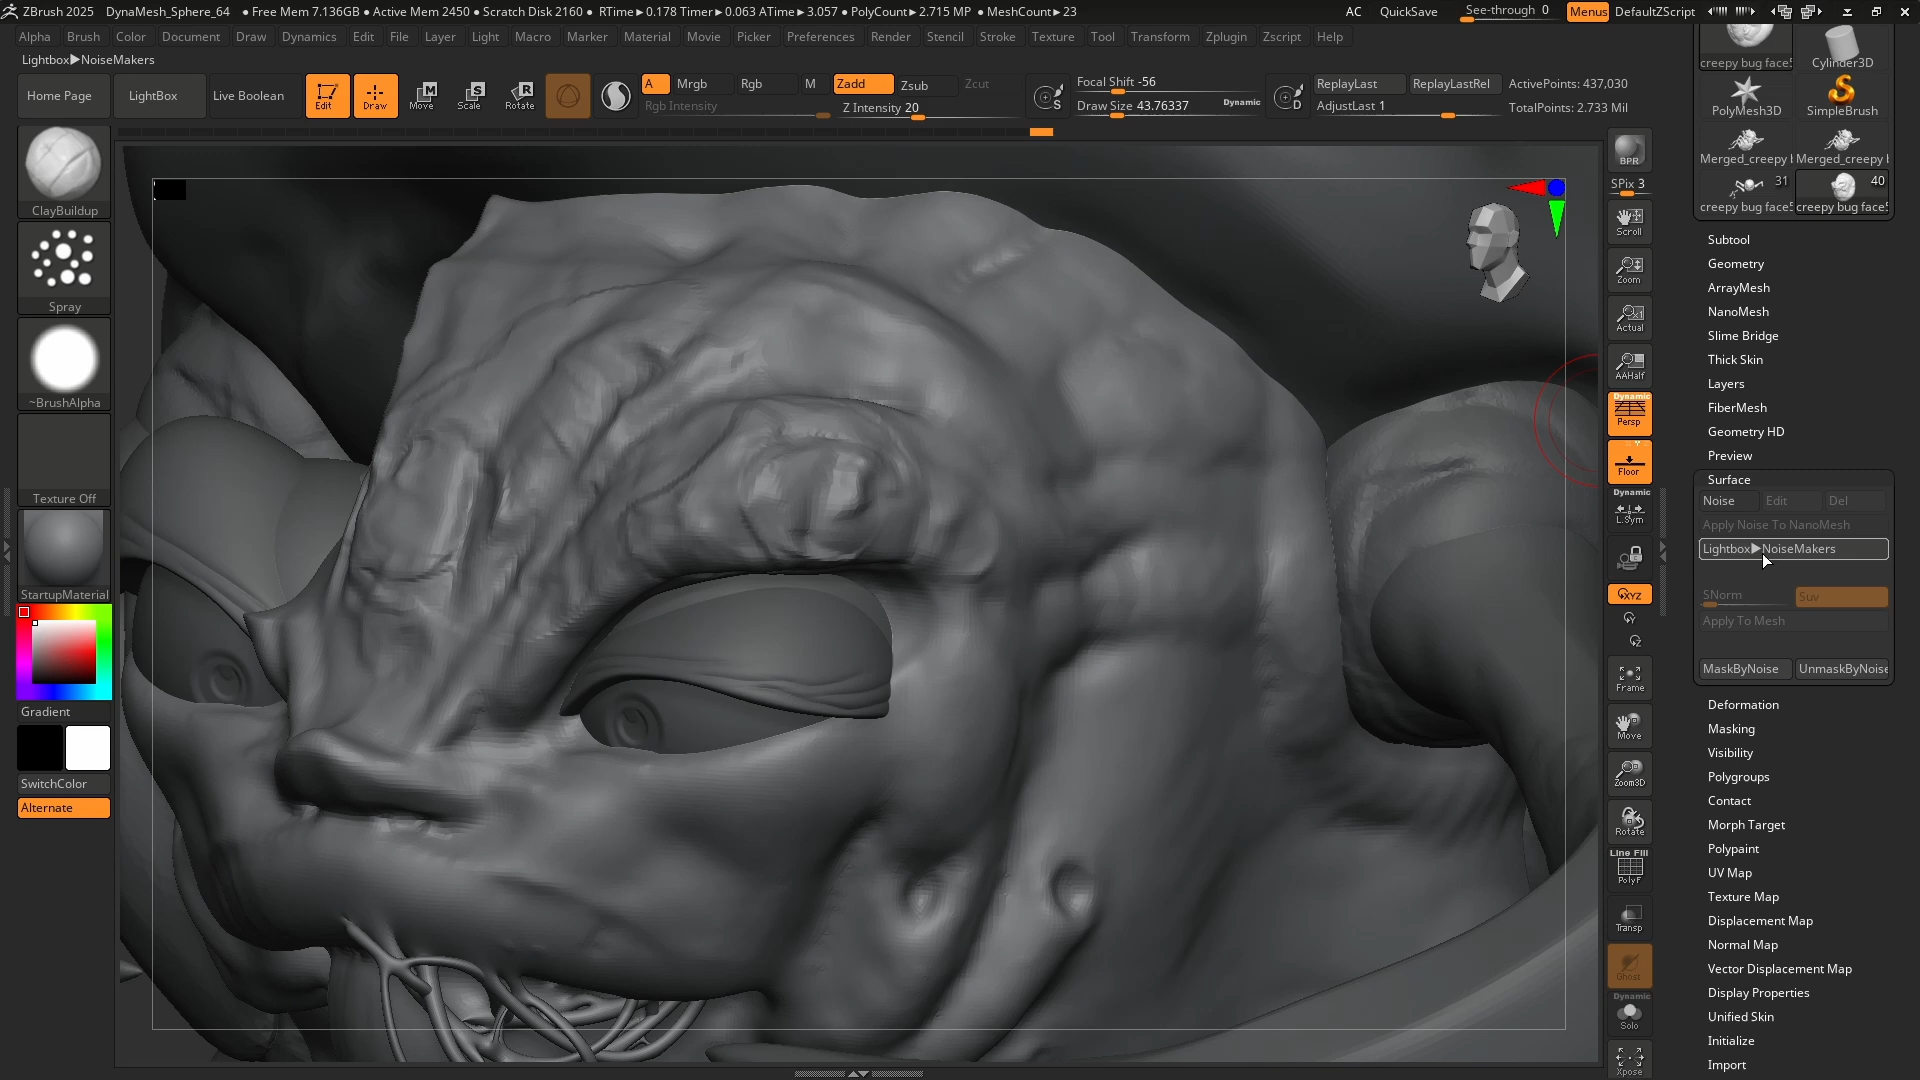 ZBrush 2025 DynaMesh_Sphere_64 ● Free Mem 7.136GB ● Active Mem 2450 ● Scratch Disk 2160 ● RTime▶0.178 Timer▶0.063 ATime▶3.057 ● PolyCount▶2.715 MP ● MeshCount▶23 AC QuickSave See-through 0 Menus DefaultZScript
Alpha Brush Color Document Draw Dynamics Edit File Layer Light Macro Marker Material Movie Picker Preferences Render Stencil Stroke Texture Tool Transform Zplugin Zscript Help
Lightbox▶NoiseMakers
Home Page LightBox Live Boolean Edit Draw Move Scale Rotate
A Mrgb Rgb M Zadd Zsub Zcut
Rgb Intensity Z Intensity 20
Focal Shift -56
Draw Size 43.76337 Dynamic
S D
ReplayLast ReplayLastRel
AdjustLast 1
ActivePoints: 437,030
TotalPoints: 2.733 Mil
ClayBuildup
Spray
~BrushAlpha
Texture Off
StartupMaterial
Gradient
SwitchColor
Alternate
BPR
SPix 3
Scroll
Zoom
Actual
AAHalf
Dynamic
Persp
Floor
Dynamic
L.Sym
XYZ
Y
Z
Frame
Move
Zoom3D
Rotate
Line Fill
PolyF
Transp
Ghost
Dynamic
Solo
Xpose
creepy bug face5 Cylinder3D
PolyMesh3D SimpleBrush
Merged_creepy Merged_creepy
31 40
creepy bug face5 creepy bug face5
Subtool
Geometry
ArrayMesh
NanoMesh
Slime Bridge
Thick Skin
Layers
FiberMesh
Geometry HD
Preview
Surface
Noise Edit Del
Apply Noise To NanoMesh
Lightbox▶NoiseMakers
SNorm Suv
Apply To Mesh
MaskByNoise UnmaskByNoise
Deformation
Masking
Visibility
Polygroups
Contact
Morph Target
Polypaint
UV Map
Texture Map
Displacement Map
Normal Map
Vector Displacement Map
Display Properties
Unified Skin
Initialize
Import